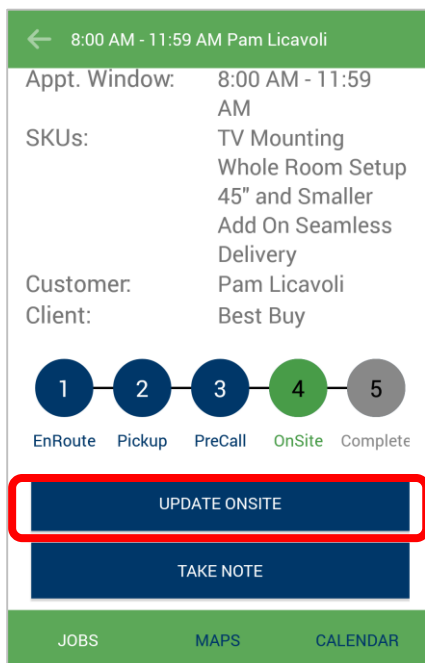 8:00 AM - 11:59 AM Pam Licavoli
Appt. Window: 8:00 AM - 11:59
AM
SKUs: TV Mounting
Whole Room Setup
45" and Smaller
Add On Seamless
Delivery
Customer: Pam Licavoli
Client: Best Buy
1 2 3 4 5
EnRoute Pickup PreCall OnSite Complete
UPDATE ONSITE
TAKE NOTE
JOBS MAPS CALENDAR